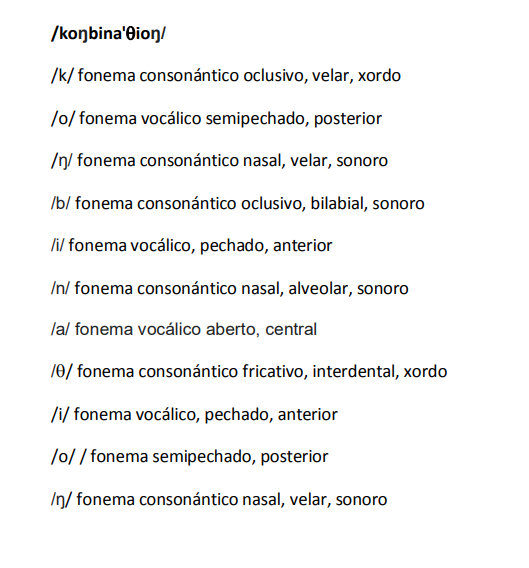 /koŋbina'θioŋ/
/k/ fonema consonántico oclusivo, velar, xordo
/o/ fonema vocálico semipechado, posterior
/ŋ/ fonema consonántico nasal, velar, sonoro
/b/ fonema consonántico oclusivo, bilabial, sonoro
/i/ fonema vocálico, pechado, anterior
/n/ fonema consonántico nasal, alveolar, sonoro
/a/ fonema vocálico aberto, central
/θ/ fonema consonántico fricativo, interdental, xordo
/i/ fonema vocálico, pechado, anterior
/o/ / fonema semipechado, posterior
/ŋ/ fonema consonántico nasal, velar, sonoro